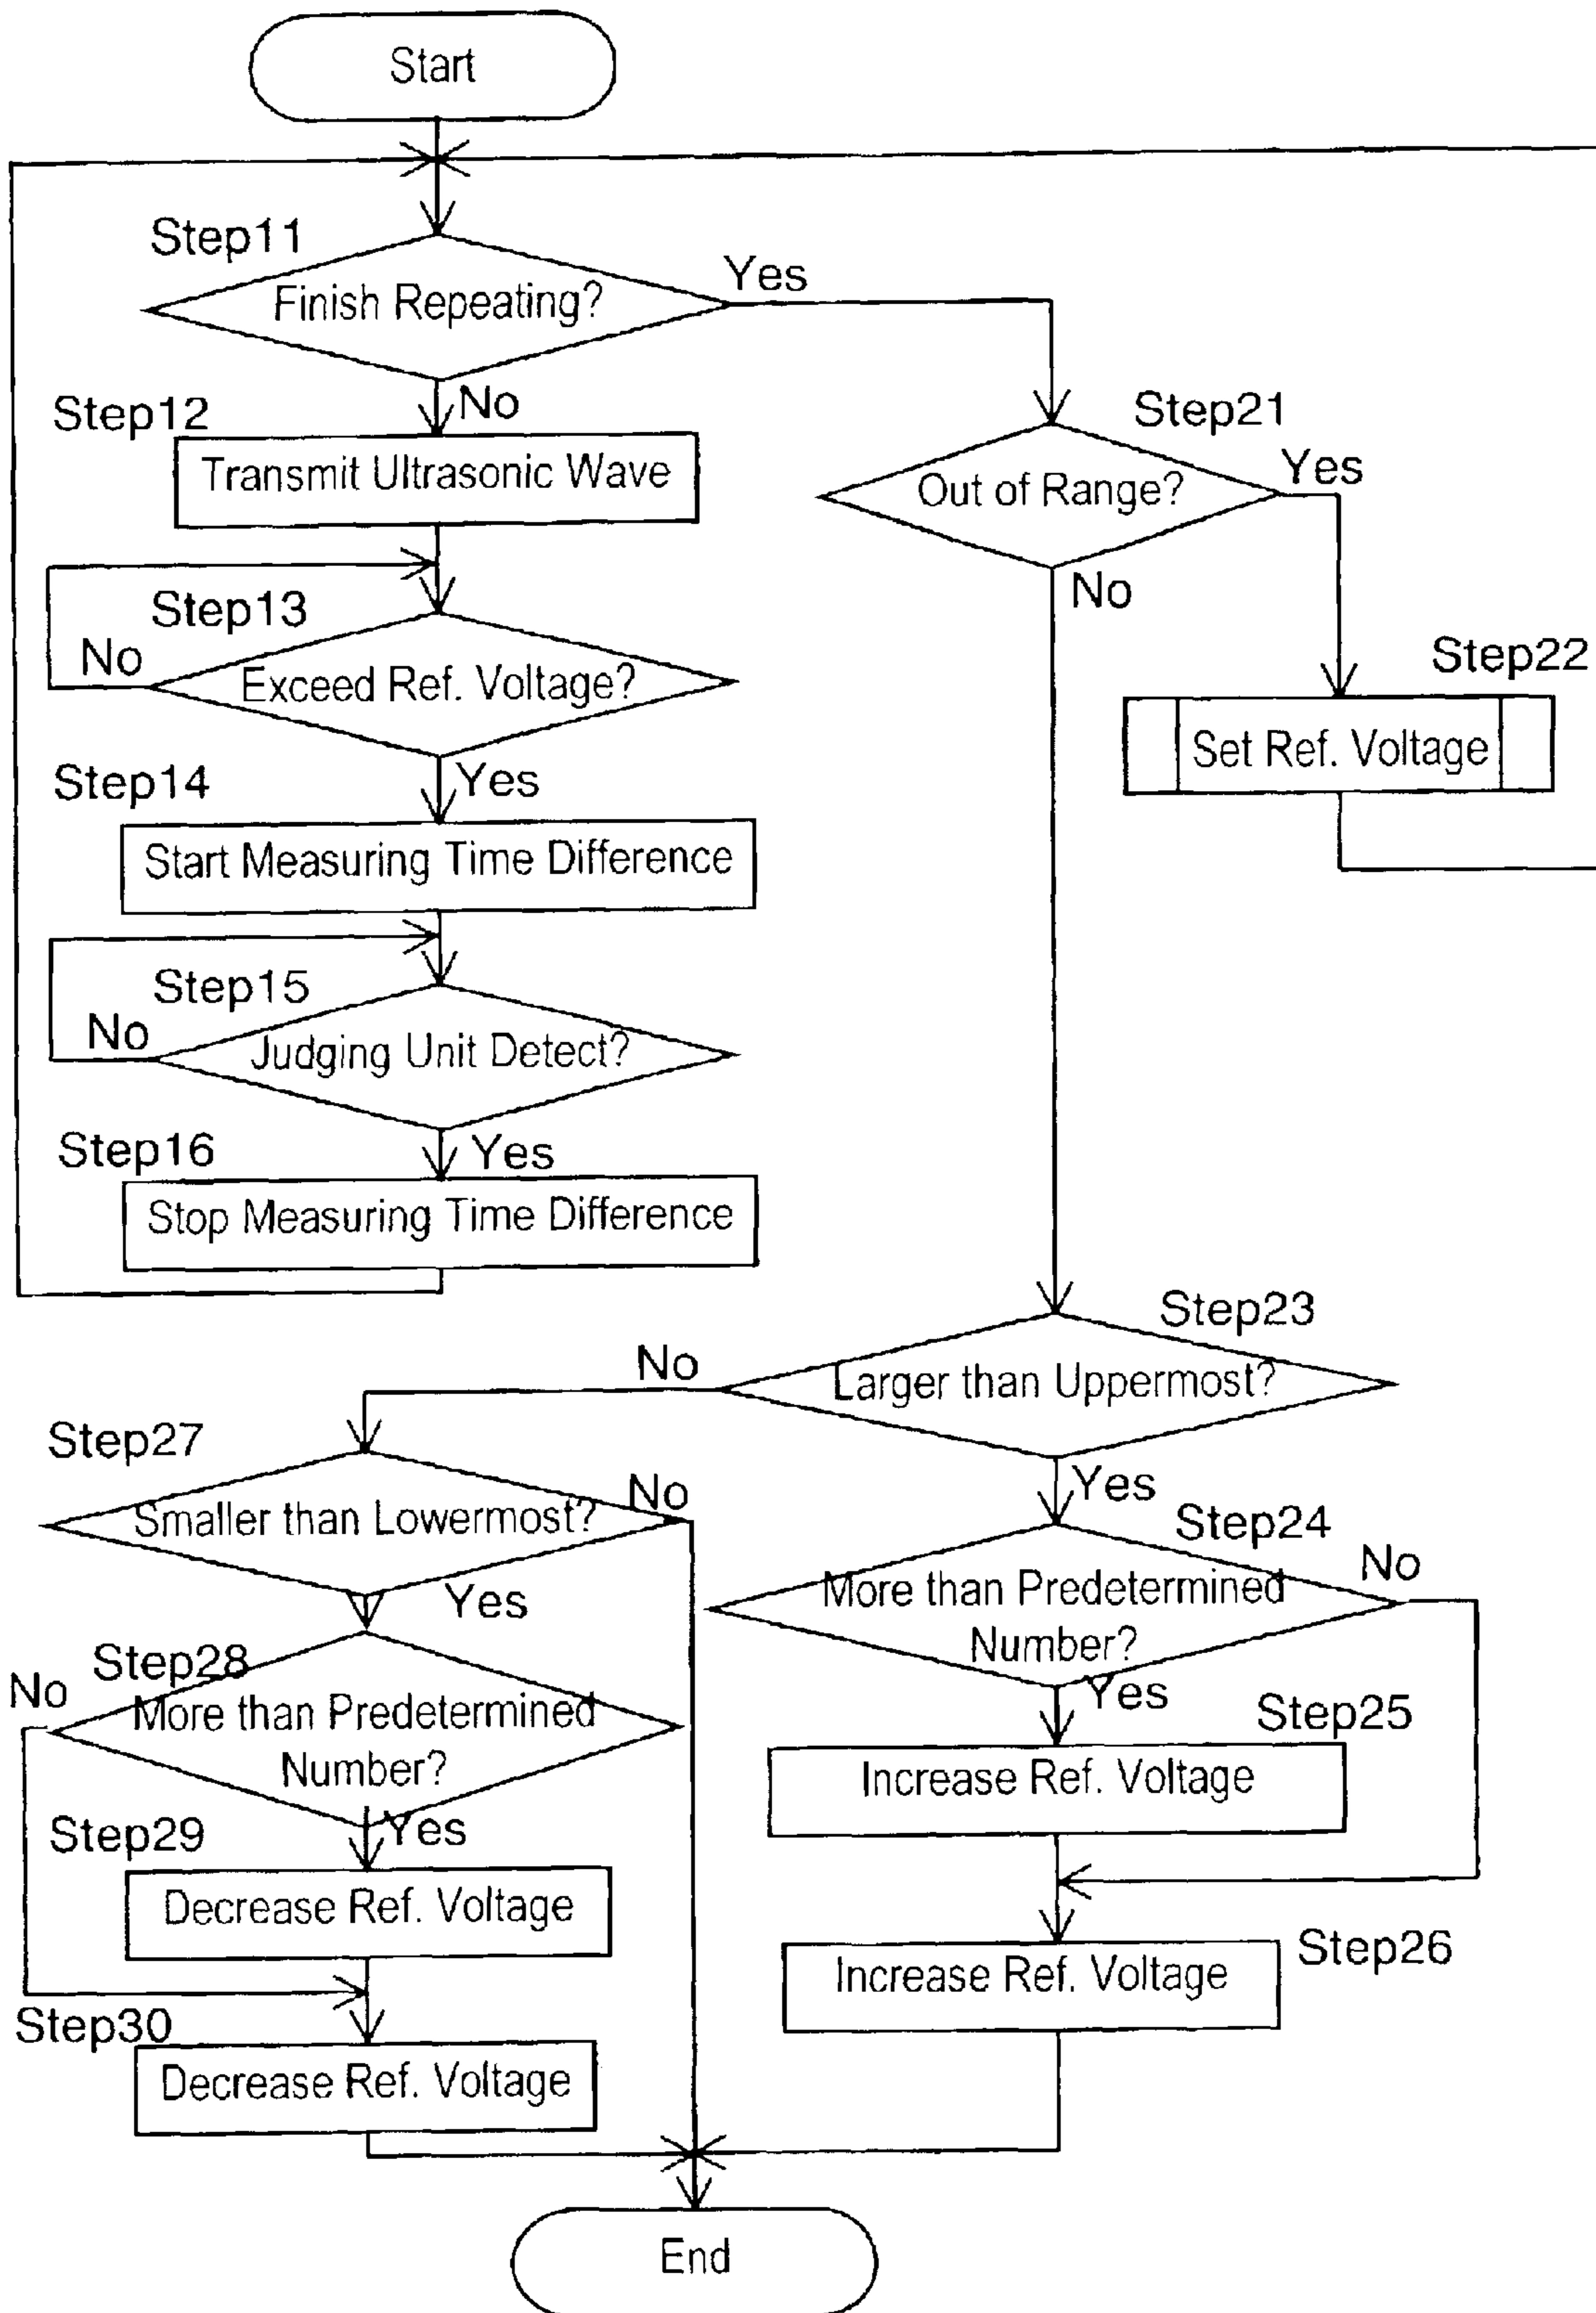 Start
Step11
Finish Repeating?
Yes
No
Step12
Transmit Ultrasonic Wave
Step13
No
Exceed Ref. Voltage?
Yes
Step14
Start Measuring Time Difference
Step15
No
Judging Unit Detect?
Yes
Step16
Stop Measuring Time Difference
Step21
Out of Range?
Yes
No
Step22
Set Ref. Voltage
Step23
Larger than Uppermost?
No
Yes
Step24
More than Predetermined
Number?
No
Yes
Step25
Increase Ref. Voltage
Step26
Increase Ref. Voltage
Step27
Smaller than Lowermost?
No
Yes
Step28
No
More than Predetermined
Number?
Yes
Step29
Decrease Ref. Voltage
Step30
Decrease Ref. Voltage
End